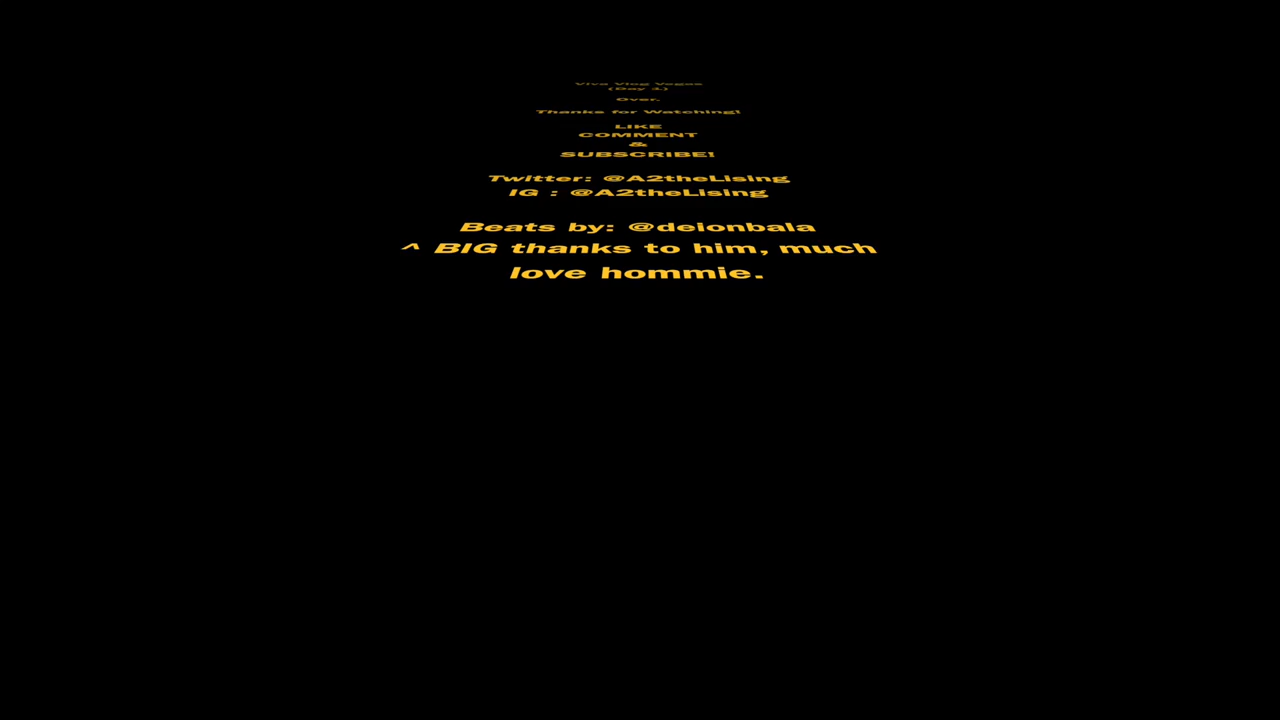 Viva Vlog Vegas
(Day 1)
Over.
Thanks for Watching!
LIKE
COMMENT
&
SUBSCRIBE!
Twitter: @A2theLising
IG : @A2theLising
Beats by: @deionbala
^ BIG thanks to him, much
love hommie.